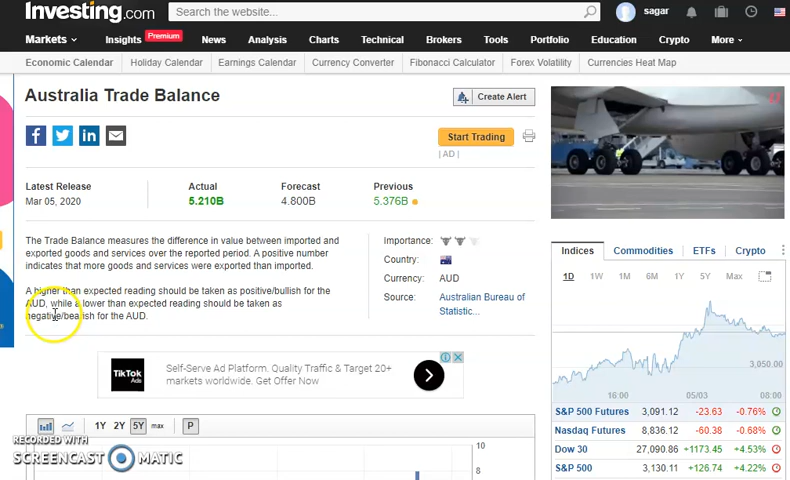 Investing.com
Search the website...
sagar
Markets
Insights
Premium
News
Analysis
Charts
Technical
Brokers
Tools
Portfolio
Education
Crypto
More
Economic Calendar
Holiday Calendar
Earnings Calendar
Currency Converter
Fibonacci Calculator
Forex Volatility
Currencies Heat Map
Australia Trade Balance
Create Alert
Start Trading
| AD |
Latest Release
Mar 05, 2020
Actual
5.210B
Forecast
4.800B
Previous
5.376B
The Trade Balance measures the difference in value between imported and
exported goods and services over the reported period. A positive number
indicates that more goods and services were exported than imported.
A higher than expected reading should be taken as positive/bullish for the
AUD, while a lower than expected reading should be taken as
negative/bearish for the AUD.
Importance:
Country:
Currency:
AUD
Source:
Australian Bureau of
Statistic...
TikTok
Ads
Self-Serve Ad Platform, Quality Traffic & Target 20+
markets worldwide. Get Offer Now
1Y
2Y
5Y
max
P
10
8
RECORDED WITH
SCREENCAST MATIC
Indices
Commodities
ETFs
Crypto
1D
1W
1M
6M
1Y
5Y
Max
3,050.00
16:00
05/03
08:00
S&P 500 Futures 3,091.12 -23.63 -0.76%
Nasdaq Futures 8,836.12 -60.38 -0.68%
Dow 30 27,090.86 +1173.45 +4.53%
S&P 500 3,130.11 +126.74 +4.22%